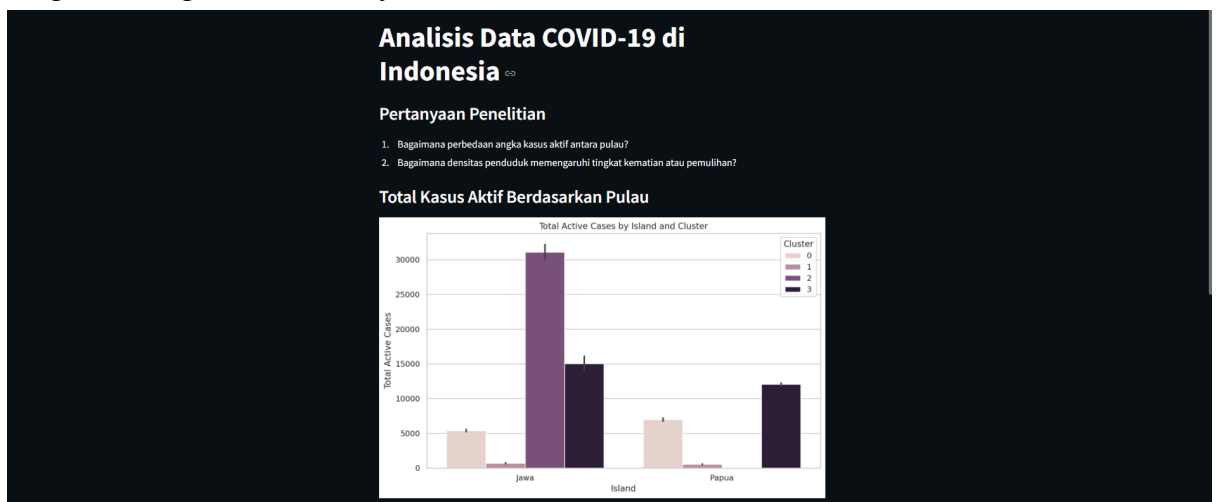 Analisis Data COVID-19 di
Indonesia
Pertanyaan Penelitian
1. Bagaimana perbedaan angka kasus aktif antara pulau?
2. Bagaimana densitas penduduk memengaruhi tingkat kematian atau pemulihan?
Total Kasus Aktif Berdasarkan Pulau
Total Active Cases by Island and Cluster
Cluster
0
1
2
3
30000
25000
20000
15000
10000
5000
0
Total Active Cases
Jawa
Papua
Island